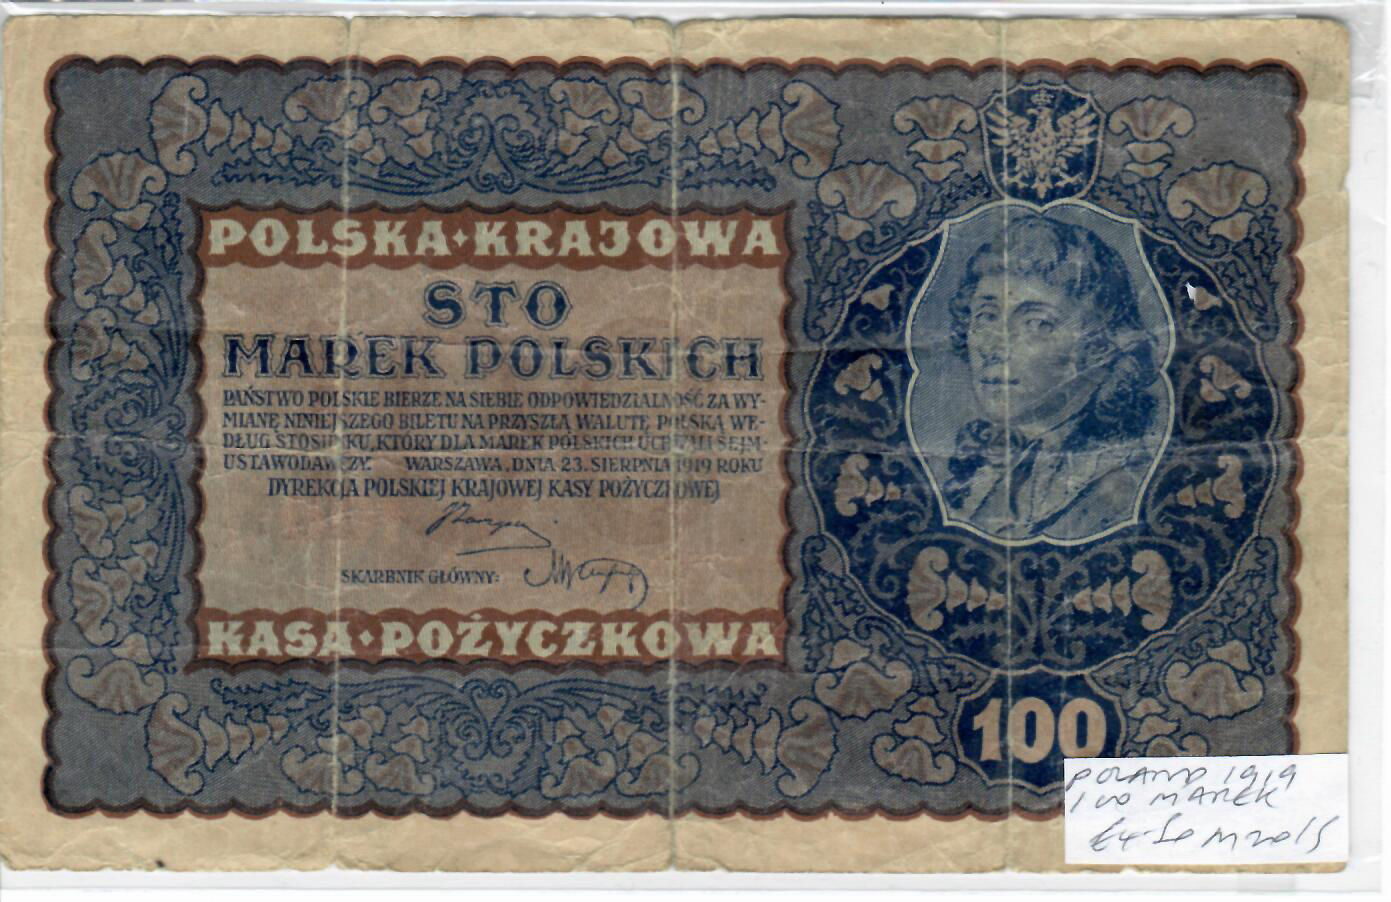 POLSKA KRAJOWA
STO
MAREK POLSKICH
PAŃSTWO POLSKIE BIERZE NA SIEBIE ODPOWIEDZIALNOŚĆ ZA WY-
MIANĘ NINIEJSZEGO BILETU NA PRZYSZŁĄ WALUTĘ POLSKĄ WE-
DŁUG STOSUNKU, KTÓRY DLA MAREK POLSKICH UCHWALI SEJM
USTAWODAWCZY. WARSZAWA, DNIA 23. SIERPNIA 1919 ROKU
DYREKCJA POLSKIEJ KRAJOWEJ KASY POŻYCZKOWEJ
SKARBNIK GŁÓWNY:
KASA POŻYCZKOWA
100
POLAND 1919
100 MAREK
£4-50 M2015